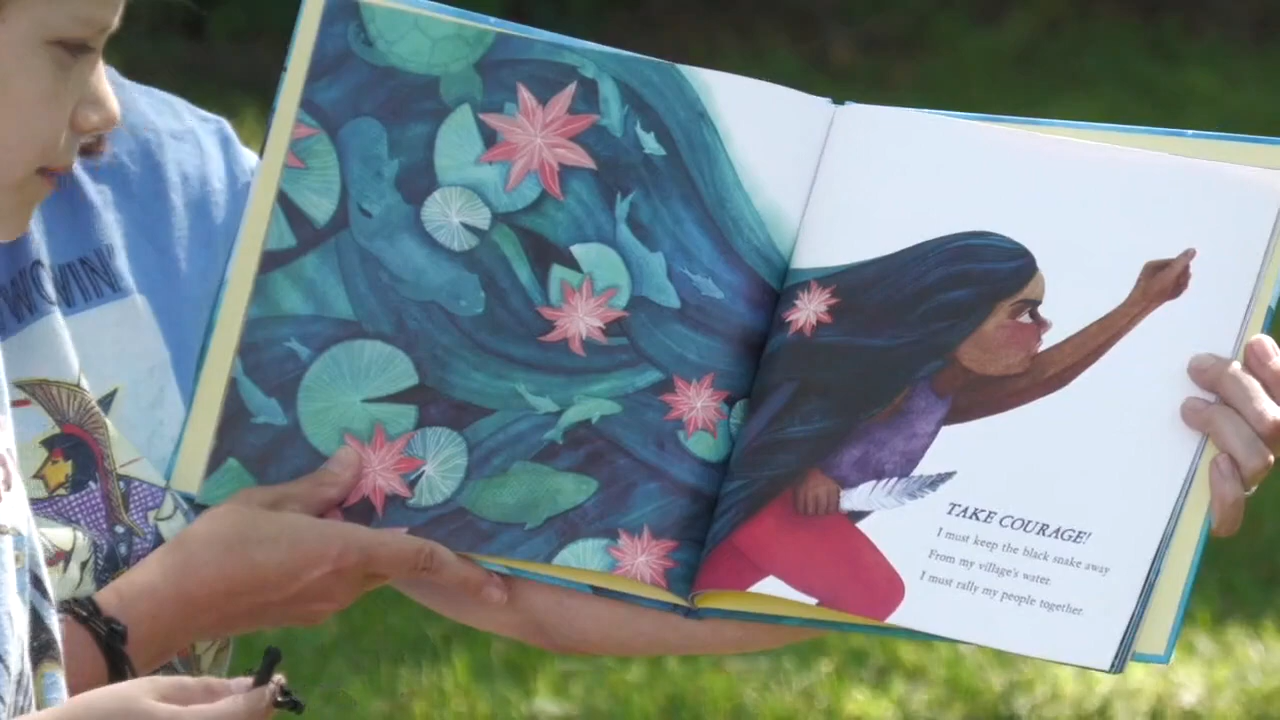 TAKE COURAGE!
I must keep the black snake away
From my village's water.
I must rally my people together.